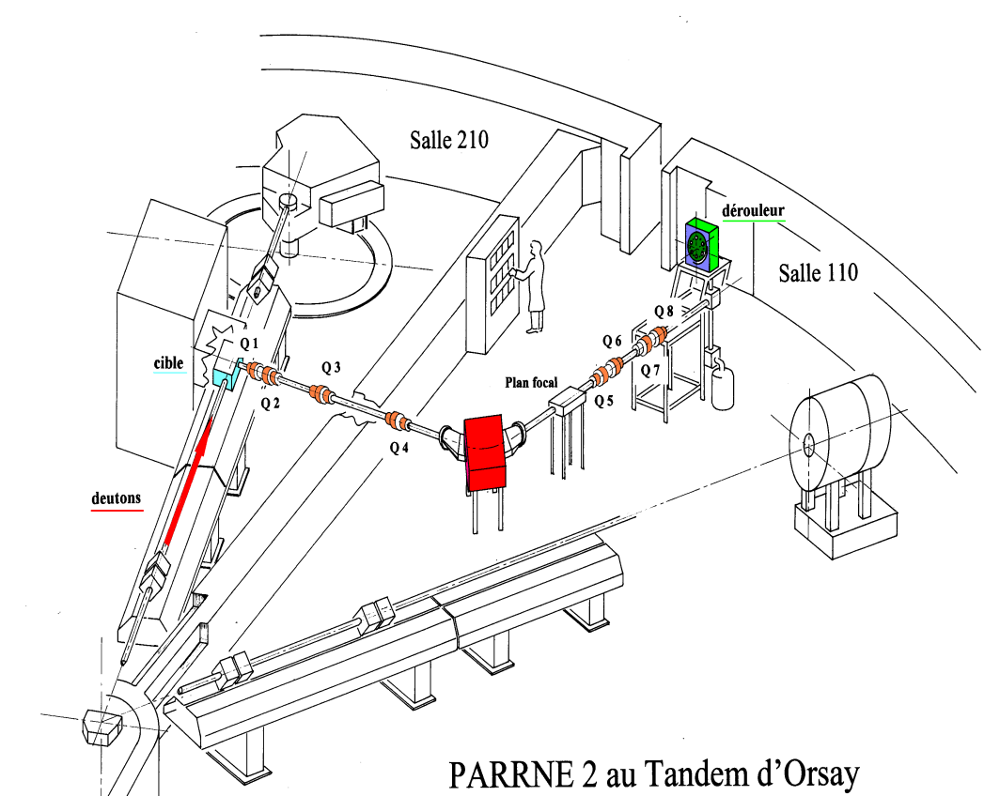 Salle 210
dérouleur
Salle 110
Q 8
Q 6
Q 1
cible
Q 3
Q 7
Plan focal
Q 2
Q 5
Q 4
deutons
PARRNE 2 au Tandem d'Orsay